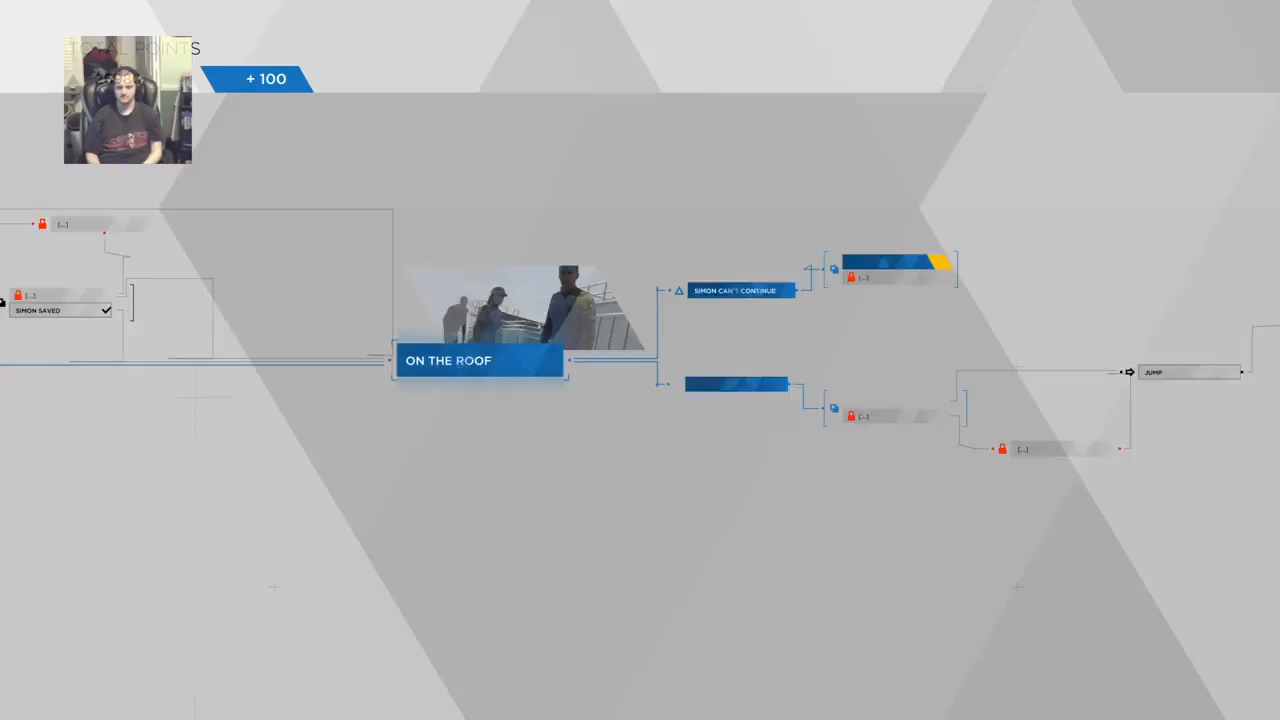 TOTAL POINTS
+ 100
[...]
[...]
SIMON SAVED
ON THE ROOF
SIMON CAN'T CONTINUE
[...]
[...]
JUMP
[...]